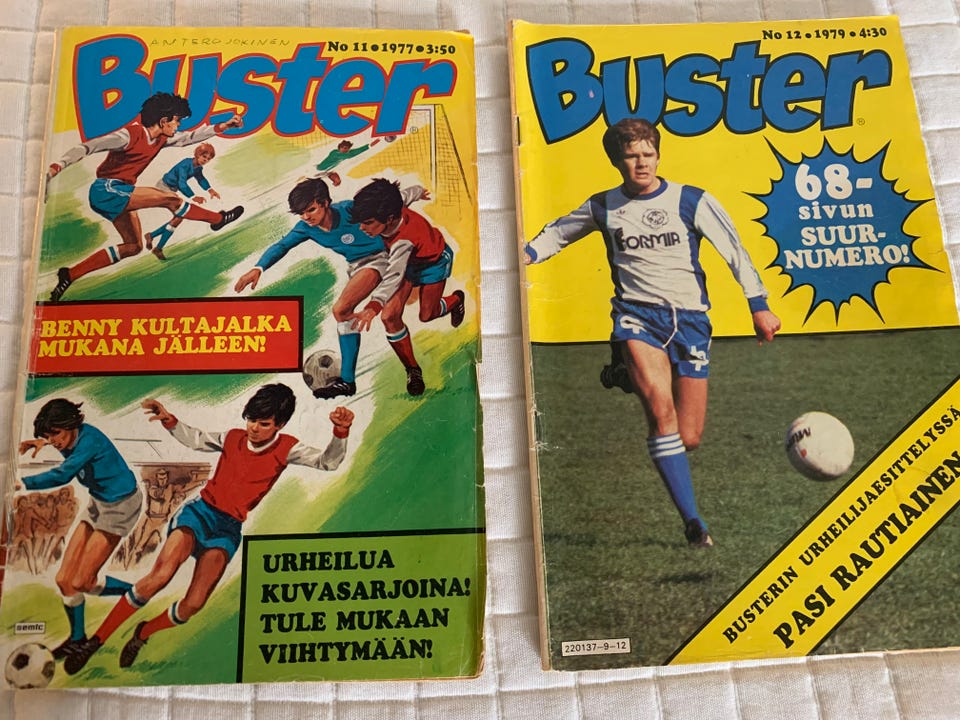 ANTERO JOKINEN
No 11 • 1977 • 3:50
Buster
BENNY KULTAJALKA
MUKANA JÄLLEEN!
URHEILUA
KUVASARJOINA!
TULE MUKAAN
VIIHTYMÄÄN!
semic
No 12 • 1979 • 4:30
Buster
68-
sivun
SUUR-
NUMERO!
FORMIA
BUSTERIN URHEILIJAESITTELYSSÄ
PASI RAUTIAINEN
220137-9-12